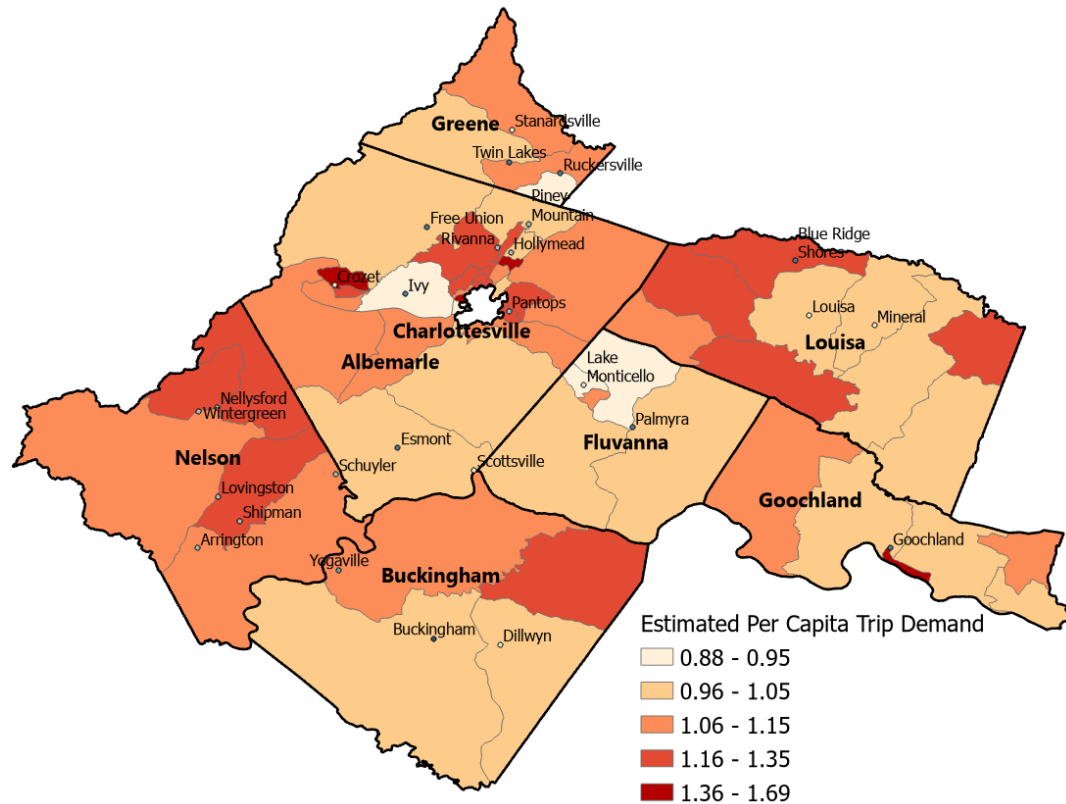 Greene
Stanardsville
Twin Lakes
Ruckersville
Piney
Mountain
Free Union
Rivanna
Hollymead
Blue Ridge
Shores
Crozet
Ivy
Pantops
Louisa
Mineral
Charlottesville
Louisa
Albemarle
Lake
Monticello
Nellysford
Wintergreen
Palmyra
Esmont
Fluvanna
Nelson
Scottsville
Schuyler
Lovingston
Goochland
Shipman
Arrington
Goochland
Yogaville
Buckingham
Buckingham
Dillwyn
Estimated Per Capita Trip Demand
0.88 - 0.95
0.96 - 1.05
1.06 - 1.15
1.16 - 1.35
1.36 - 1.69